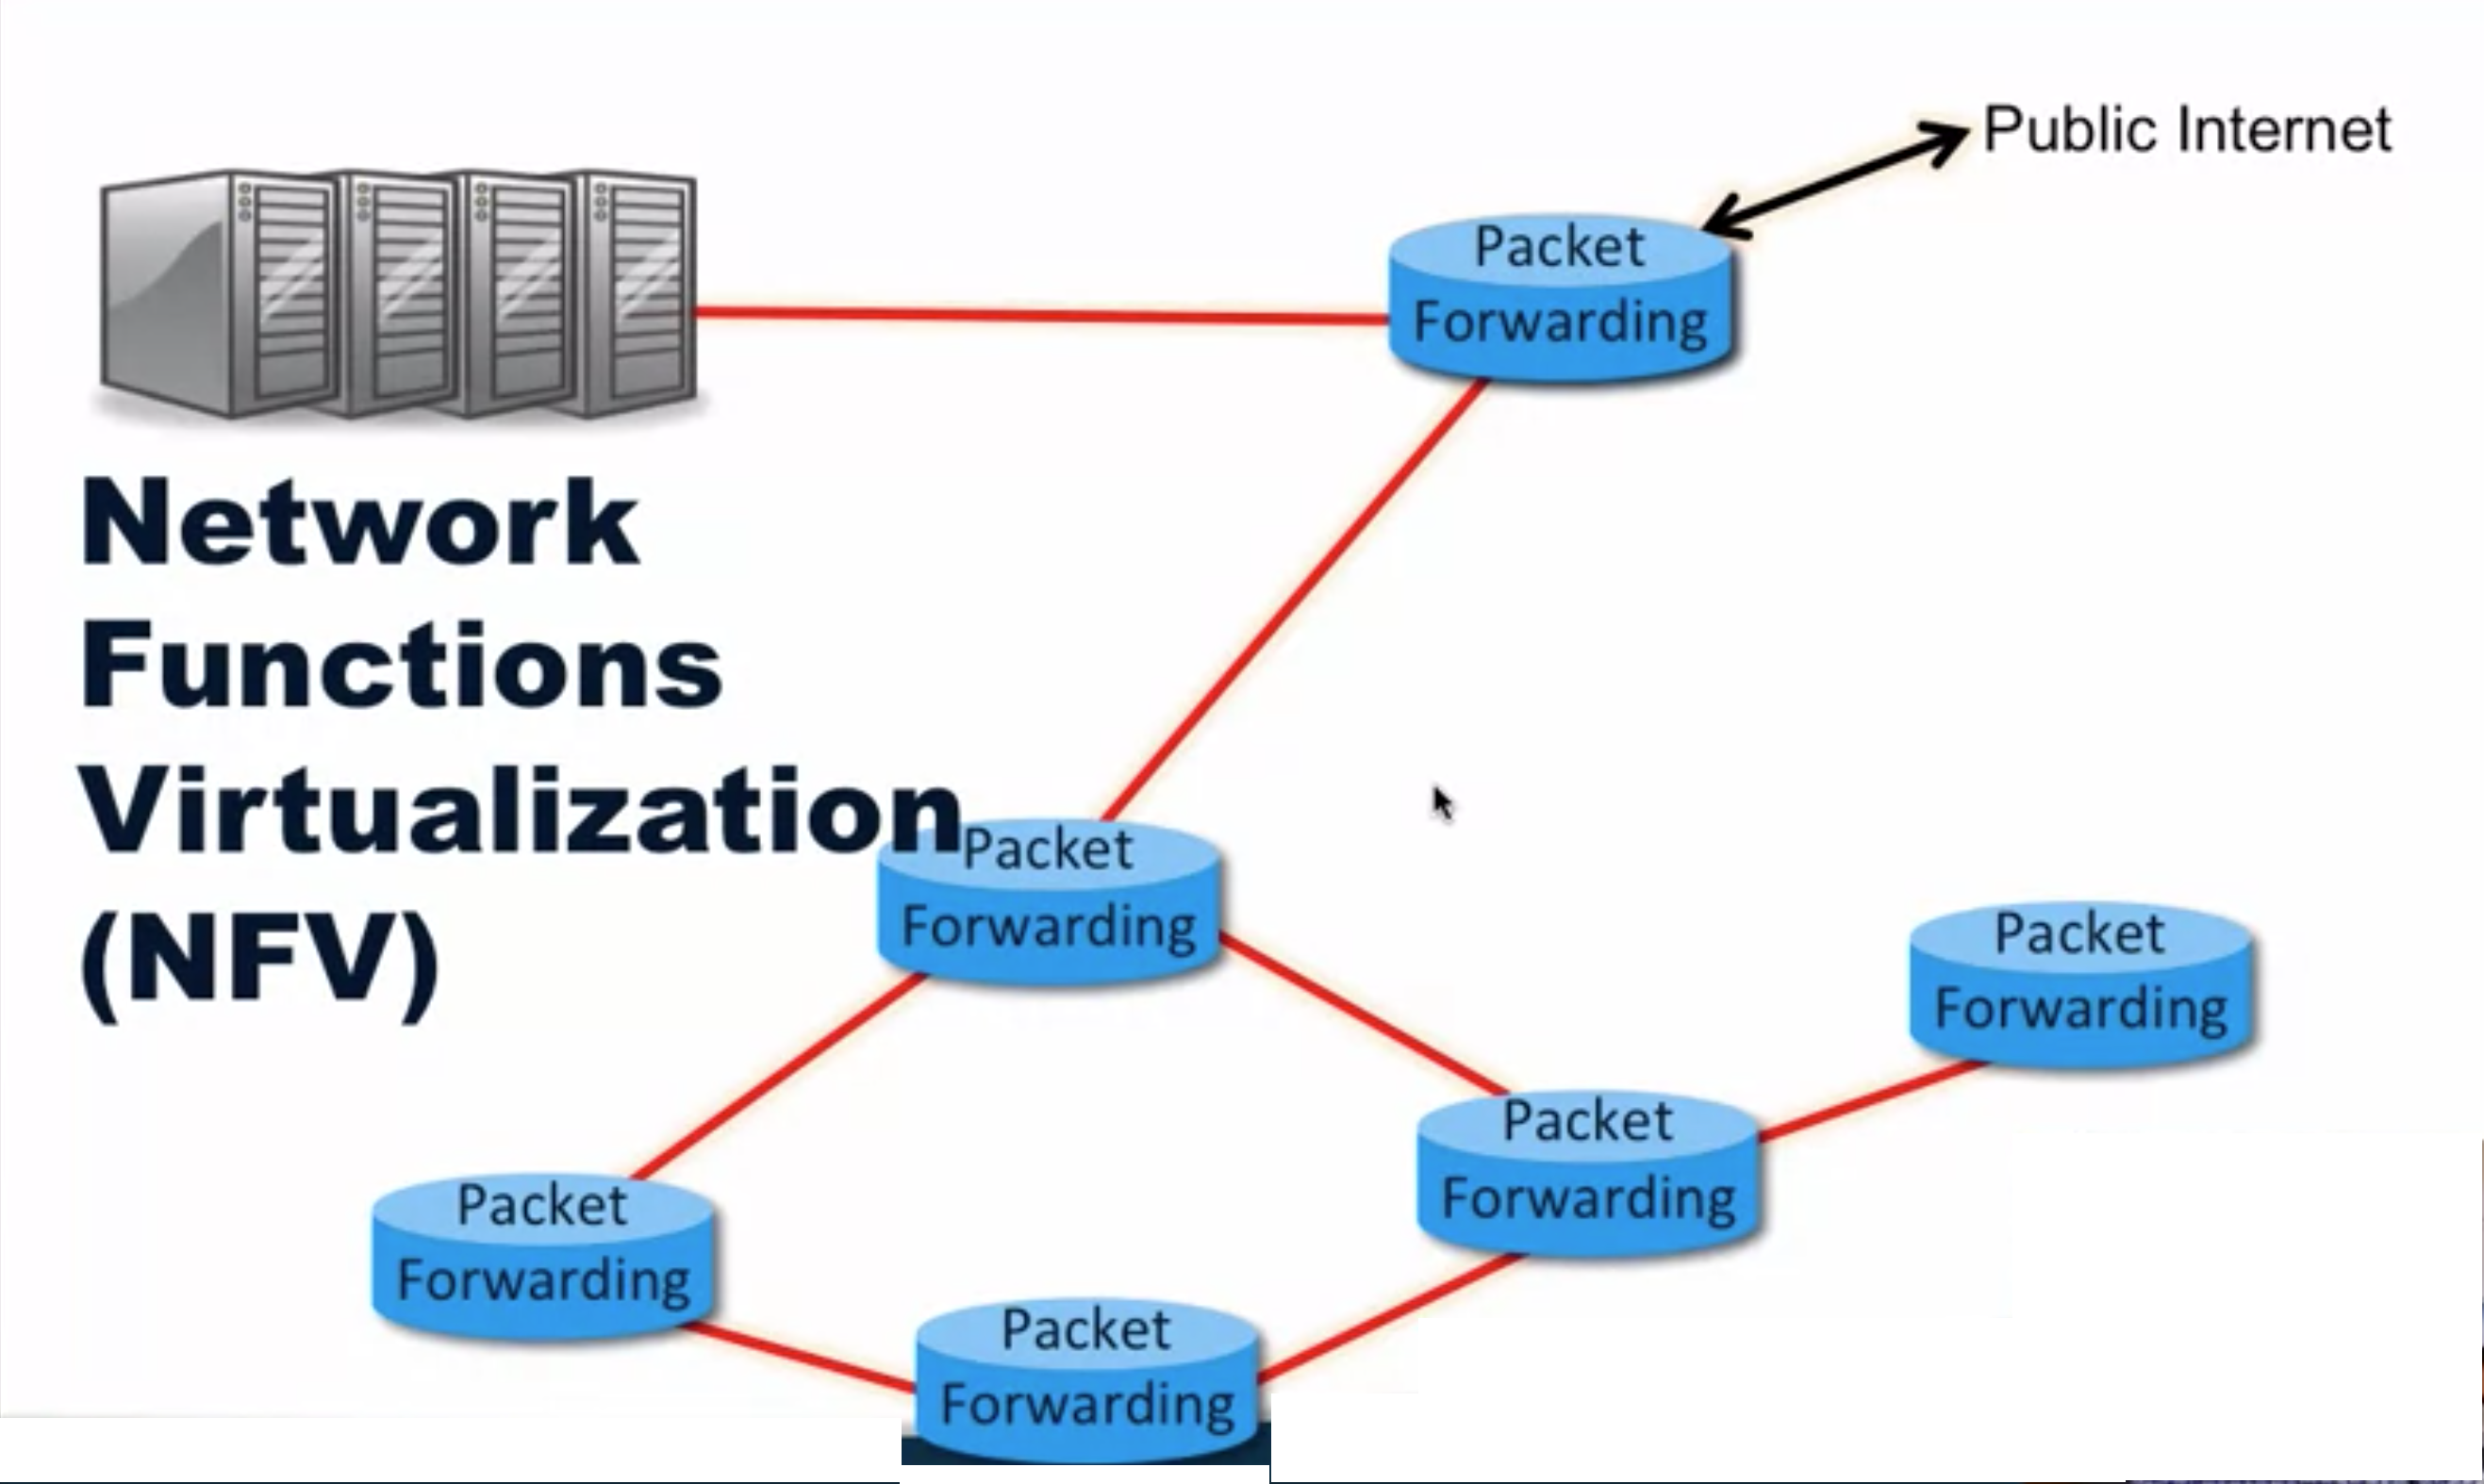 Public Internet
Packet
Forwarding
Network
Functions
Virtualization
(NFV)
Packet
Forwarding
Packet
Forwarding
Packet
Forwarding
Packet
Forwarding
Packet
Forwarding